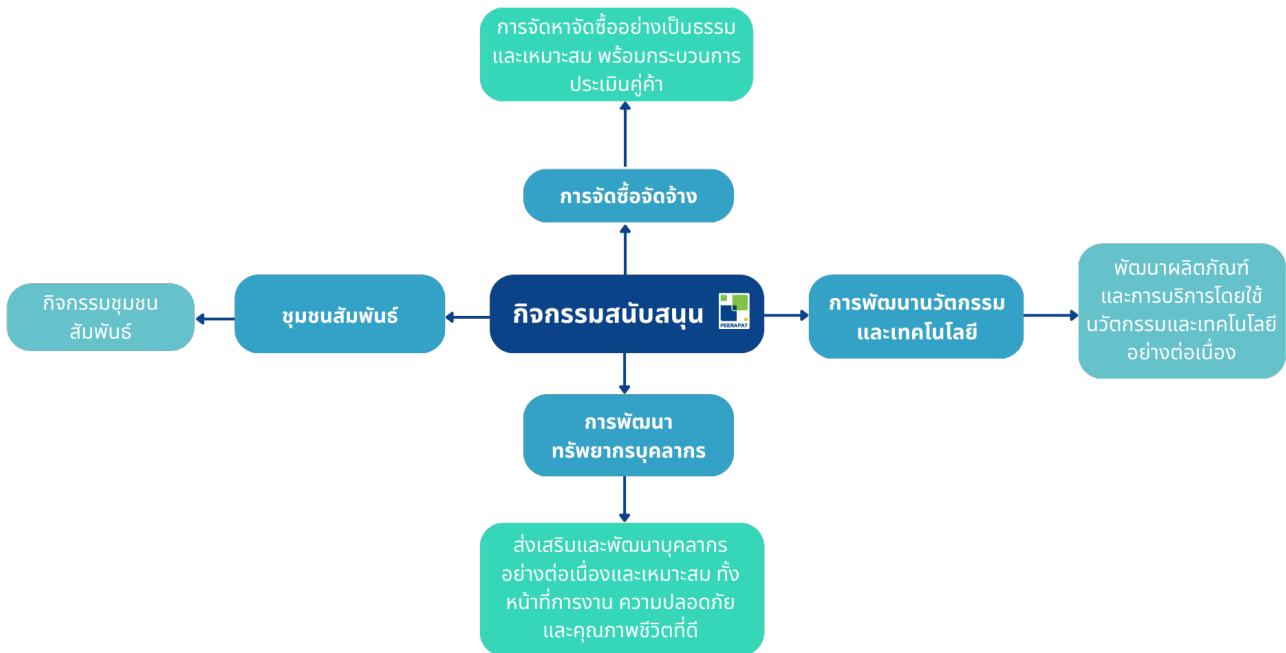 การจัดหาจัดซื้ออย่างเป็นธรรม
และเหมาะสม พร้อมกระบวนการ
ประเมินคู่ค้า
การจัดซื้อจัดจ้าง
กิจกรรมชุมชน
สัมพันธ์
ชุมชนสัมพันธ์
กิจกรรมสนับสนุน
PEERAPAT
การพัฒนานวัตกรรม
และเทคโนโลยี
พัฒนาผลิตภัณฑ์
และการบริการโดยใช้
นวัตกรรมและเทคโนโลยี
อย่างต่อเนื่อง
การพัฒนา
ทรัพยากรบุคลากร
ส่งเสริมและพัฒนาบุคลากร
อย่างต่อเนื่องและเหมาะสม ทั้ง
หน้าที่การงาน ความปลอดภัย
และคุณภาพชีวิตที่ดี